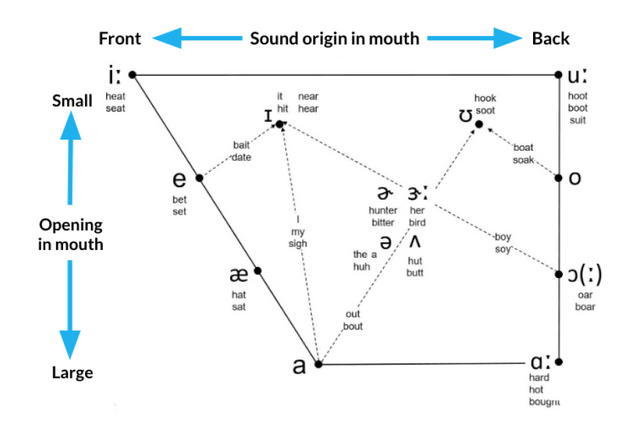 Front Sound origin in mouth Back
iː uː
heat
seat
Small
it
hit
near
hear
hook
soot
hoot
boot
suit
ɪ ʊ
bait
date
boat
soak
e o
bet
set
ɚ ɝː
hunter
bitter
her
bird
I
my
sigh
Opening
in mouth
boy
soy
the a
huh
ə ʌ
hut
butt
æ ɔ(ː)
hat
sat
oar
boar
out
bout
a ɑː
Large
hard
hot
bought